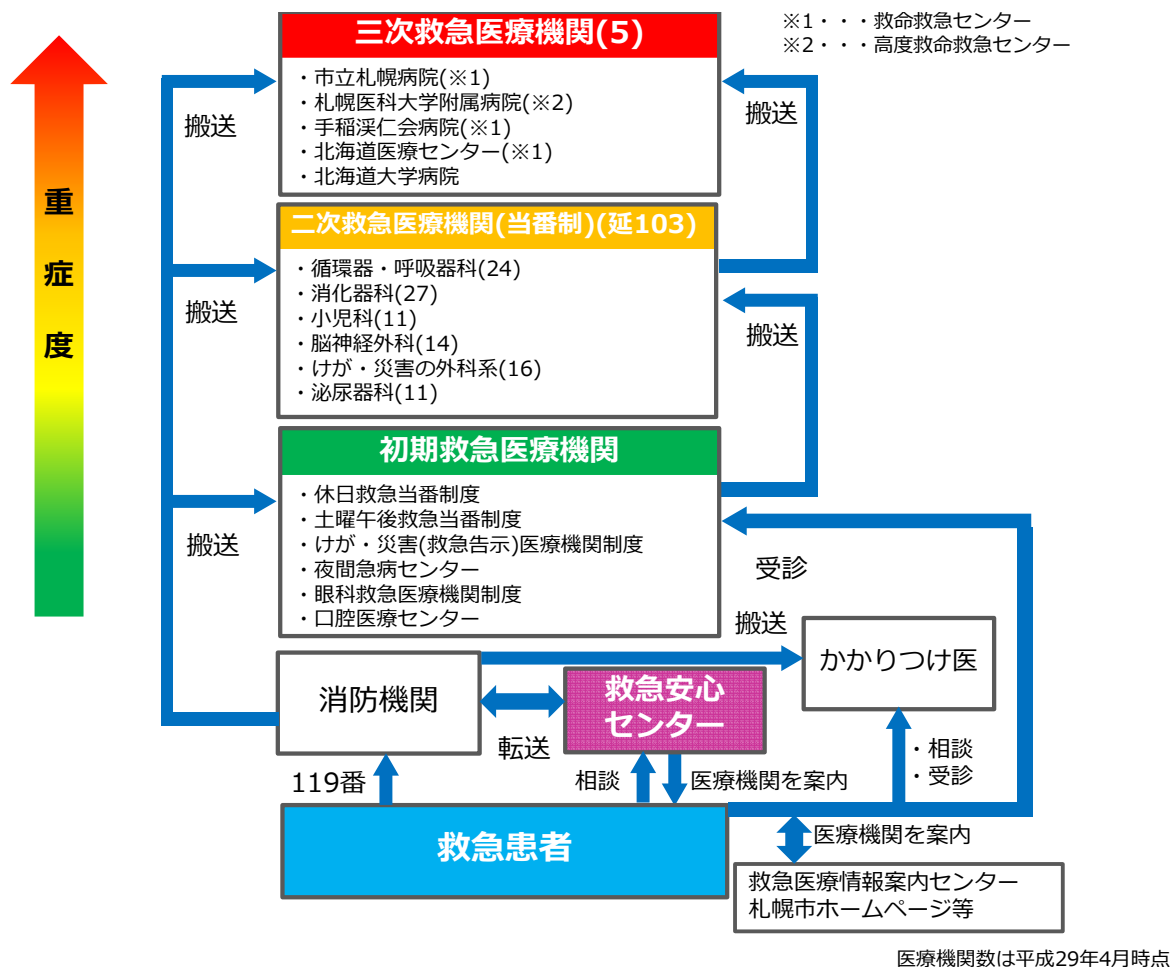 ※1・・・救命救急センター
※2・・・高度救命救急センター
三次救急医療機関(5)
・市立札幌病院(※1)
・札幌医科大学附属病院(※2)
・手稲渓仁会病院(※1)
・北海道医療センター(※1)
・北海道大学病院
搬送
搬送
重
症
度
二次救急医療機関(当番制)(延103)
・循環器・呼吸器科(24)
・消化器科(27)
・小児科(11)
・脳神経外科(14)
・けが・災害の外科系(16)
・泌尿器科(11)
搬送
搬送
初期救急医療機関
・休日救急当番制度
・土曜午後救急当番制度
・けが・災害(救急告示)医療機関制度
・夜間急病センター
・眼科救急医療機関制度
・口腔医療センター
搬送
受診
搬送
かかりつけ医
消防機関
救急安心
センター
転送
・相談
・受診
119番
相談
医療機関を案内
救急患者
医療機関を案内
救急医療情報案内センター
札幌市ホームページ等
医療機関数は平成29年4月時点